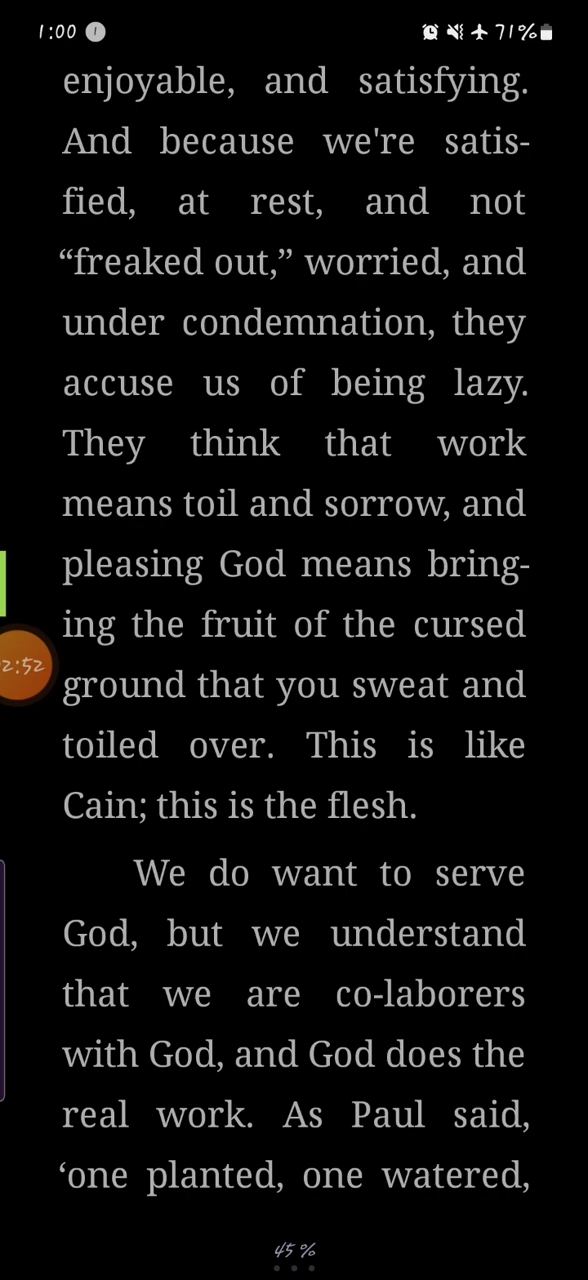 1:00
71%
enjoyable, and satisfying.
And because we're satis-
fied, at rest, and not
“freaked out,” worried, and
under condemnation, they
accuse us of being lazy.
They think that work
means toil and sorrow, and
pleasing God means bring-
ing the fruit of the cursed
2:52
ground that you sweat and
toiled over. This is like
Cain; this is the flesh.
We do want to serve
God, but we understand
that we are co-laborers
with God, and God does the
real work. As Paul said,
‘one planted, one watered,
45%